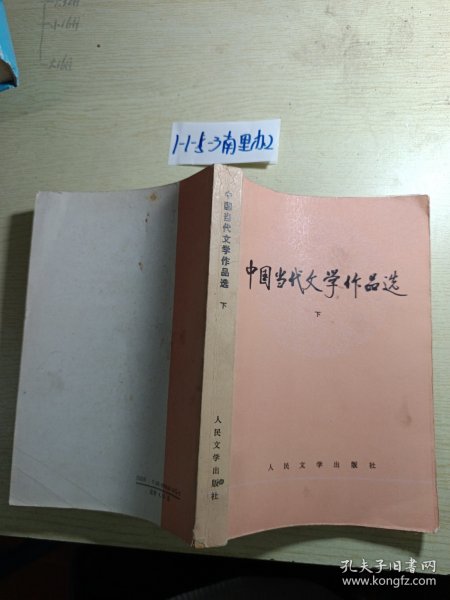 1-1-5-3南里办2
中国当代文学作品选
下
人民文学出版社
中国当代文学作品选
下
人民文学出版社
孔夫子旧书网
www.kongfz.com